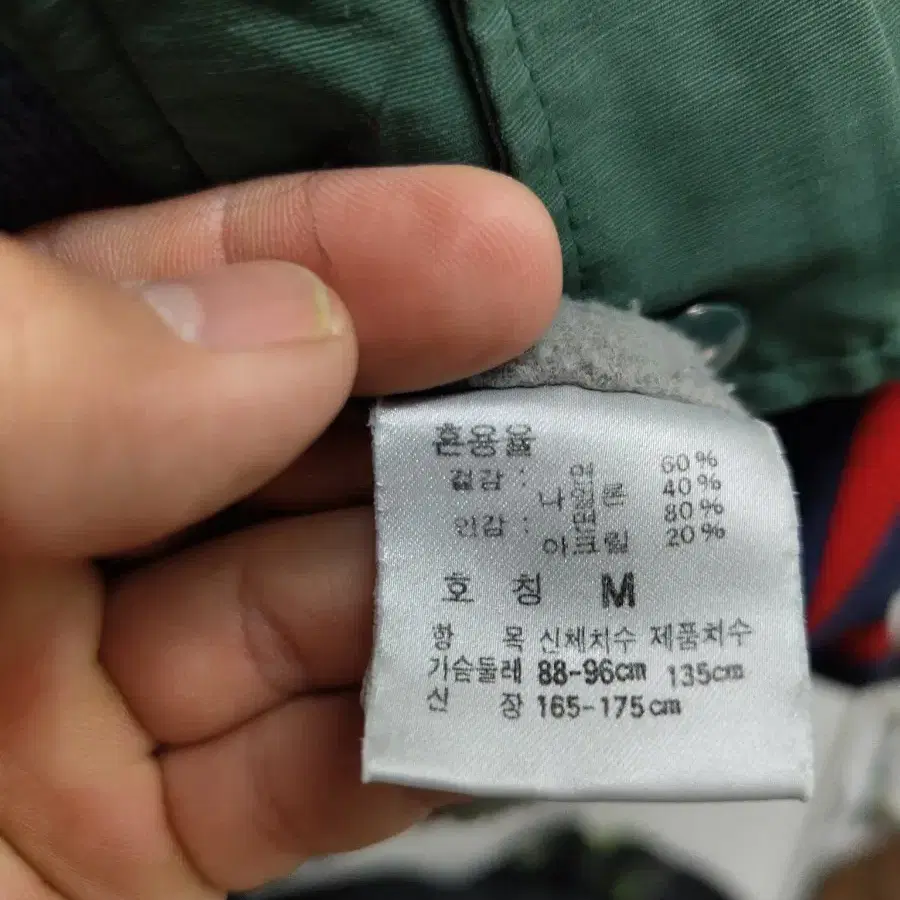 혼용율
겉감 : 면 60%
나일론 40%
안감 : 면 80%
아크릴 20%
호 칭 M
항 목 신체치수 제품치수
가슴둘레 88-96cm 135cm
신 장 165-175cm